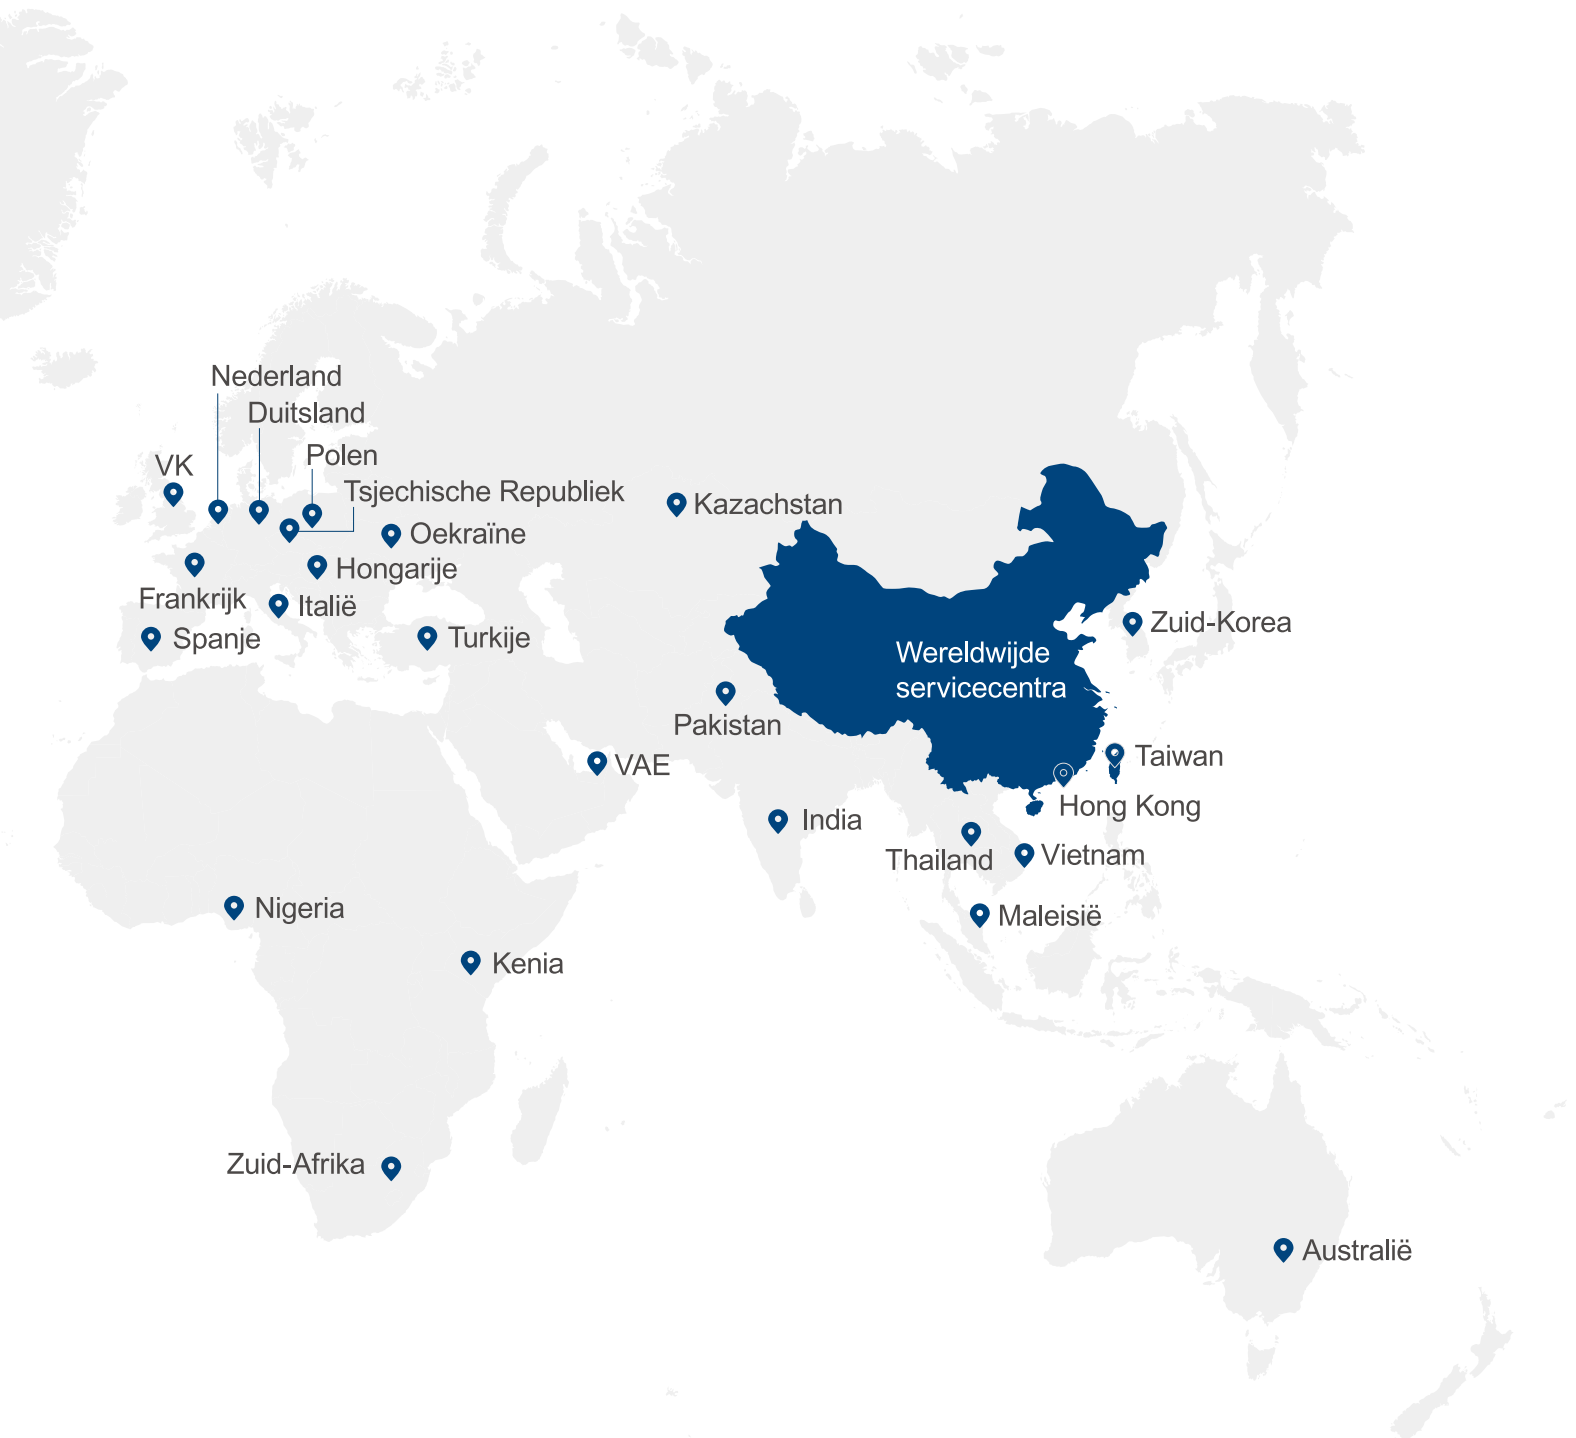 Nederland
Duitsland
Polen
VK
Tsjechische Republiek
Kazachstan
Oekraïne
Hongarije
Frankrijk
Italië
Spanje
Turkije
Zuid-Korea
Wereldwijde
servicecentra
Pakistan
Taiwan
VAE
Hong Kong
India
Thailand
Vietnam
Nigeria
Maleisië
Kenia
Zuid-Afrika
Australië